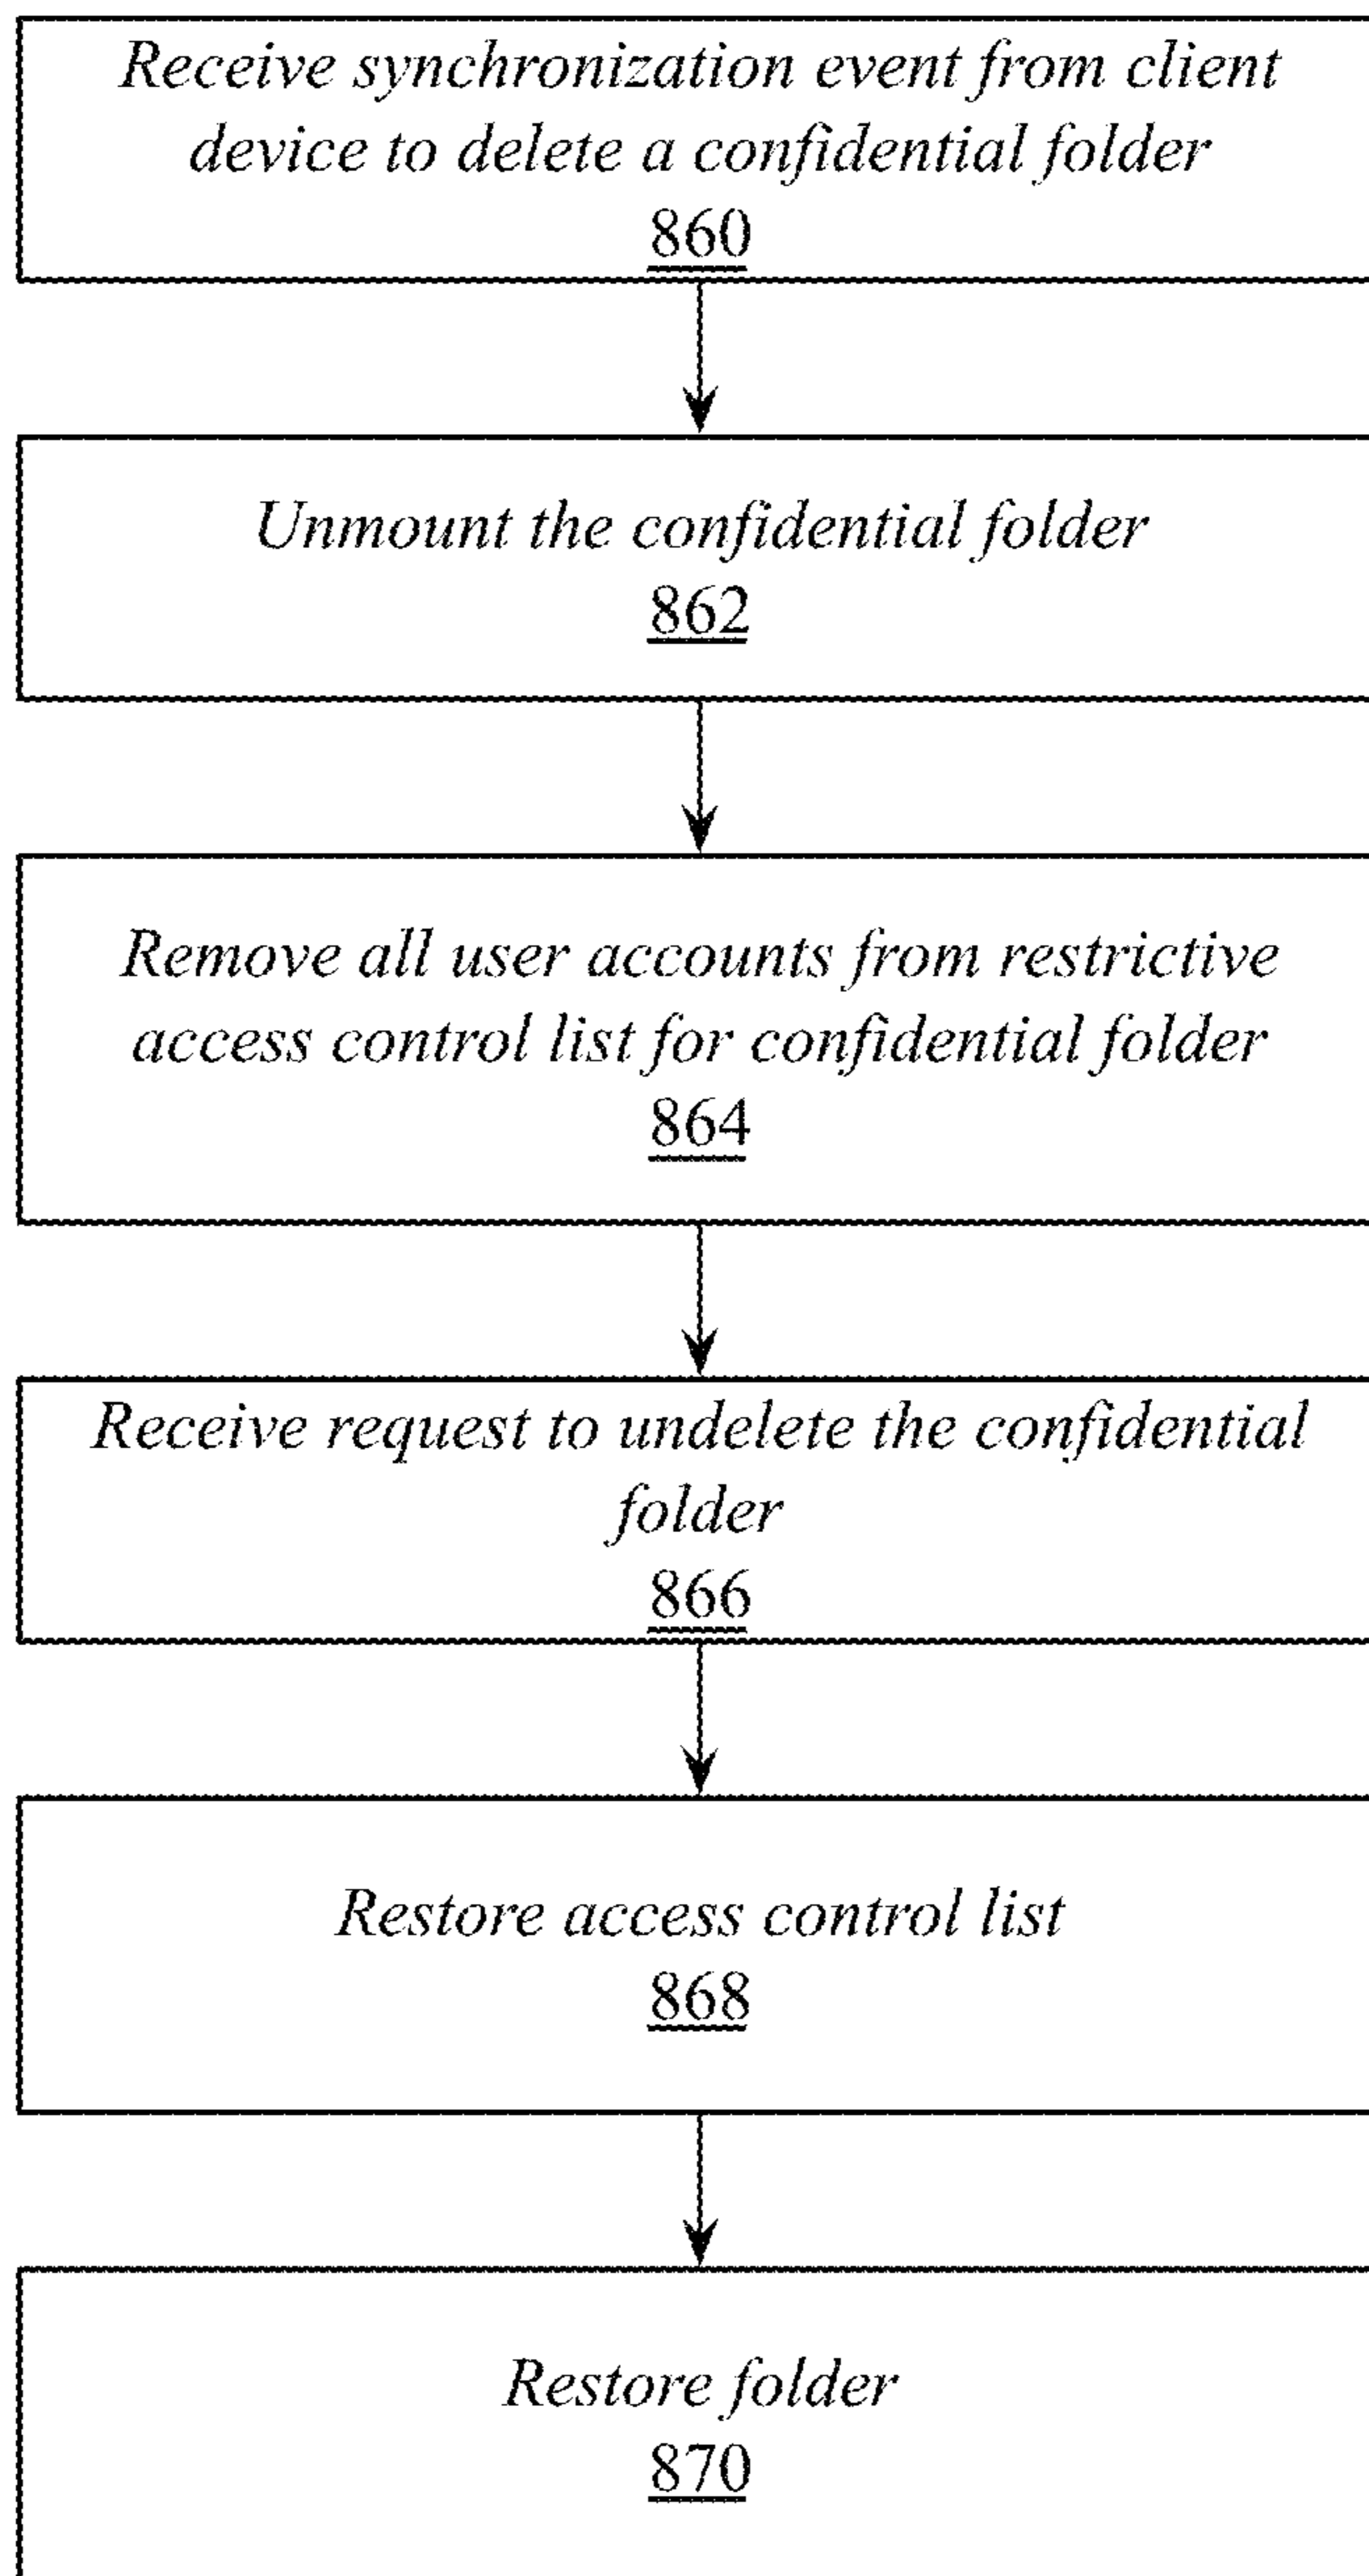 Receive synchronization event from client
device to delete a confidential folder
860
Unmount the confidential folder
862
Remove all user accounts from restrictive
access control list for confidential folder
864
Receive request to undelete the confidential
folder
866
Restore access control list
868
Restore folder
870